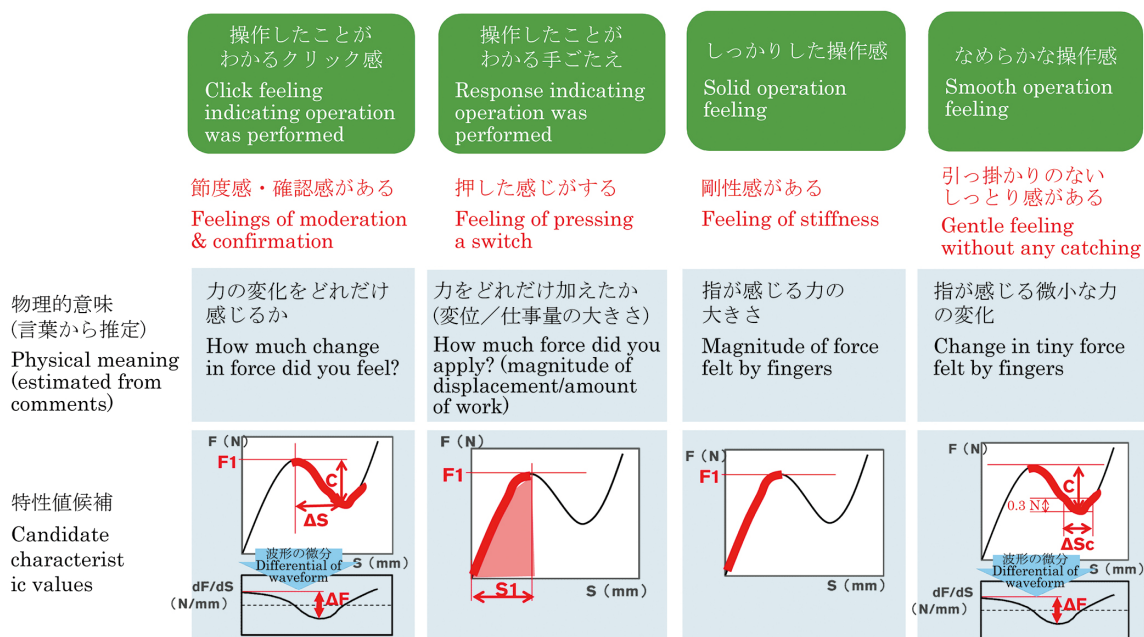 操作したことが
わかるクリック感
Click feeling
indicating operation
was performed
操作したことが
わかる手ごたえ
Response indicating
operation was
performed
しっかりした操作感
Solid operation
feeling
なめらかな操作感
Smooth operation
feeling
節度感・確認感がある
Feelings of moderation
& confirmation
押した感じがする
Feeling of pressing
a switch
剛性感がある
Feeling of stiffness
引っ掛かりのない
しっとり感がある
Gentle feeling
without any catching
物理的意味
(言葉から推定)
Physical meaning
(estimated from
comments)
力の変化をどれだけ
感じるか
How much change
in force did you feel?
力をどれだけ加えたか
(変位／仕事量の大きさ)
How much force did you
apply? (magnitude of
displacement/amount
of work)
指が感じる力の
大きさ
Magnitude of force
felt by fingers
指が感じる微小な力
の変化
Change in tiny force
felt by fingers
特性値候補
Candidate
characterist
ic values
F（N）
F1
C
ΔS
S（mm）
波形の微分
Differential of
waveform
dF/dS
（N/mm）
ΔF
F（N）
F1
S1
S（mm）
F（N）
F1
S（mm）
F（N）
C
0.3 N
ΔSc
S（mm）
波形の微分
Differential of
waveform
dF/dS
（N/mm）
ΔF